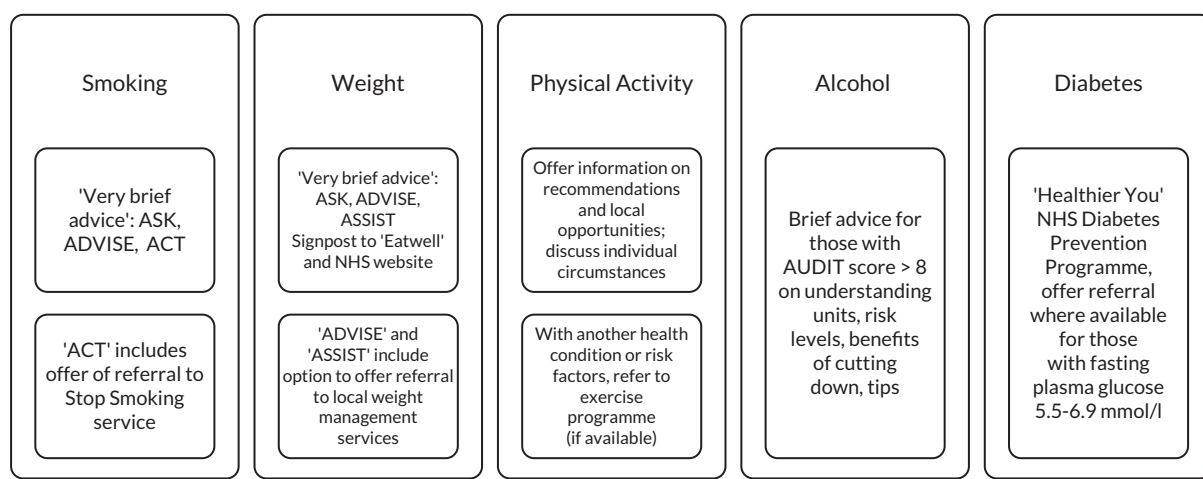 Smoking
'Very brief
advice': ASK,
ADVISE, ACT
'ACT' includes
offer of referral to
Stop Smoking
service
Weight
'Very brief advice':
ASK, ADVISE,
ASSIST
Signpost to 'Eatwell'
and NHS website
'ADVISE' and
'ASSIST' include
option to offer referral
to local weight
management
services
Physical Activity
Offer information on
recommendations
and local
opportunities;
discuss individual
circumstances
With another health
condition or risk
factors, refer to
exercise
programme
(if available)
Alcohol
Brief advice for
those with
AUDIT score > 8
on understanding
units, risk
levels, benefits
of cutting
down, tips
Diabetes
'Healthier You'
NHS Diabetes
Prevention
Programme,
offer referral
where available
for those
with fasting
plasma glucose
5.5-6.9 mmol/l